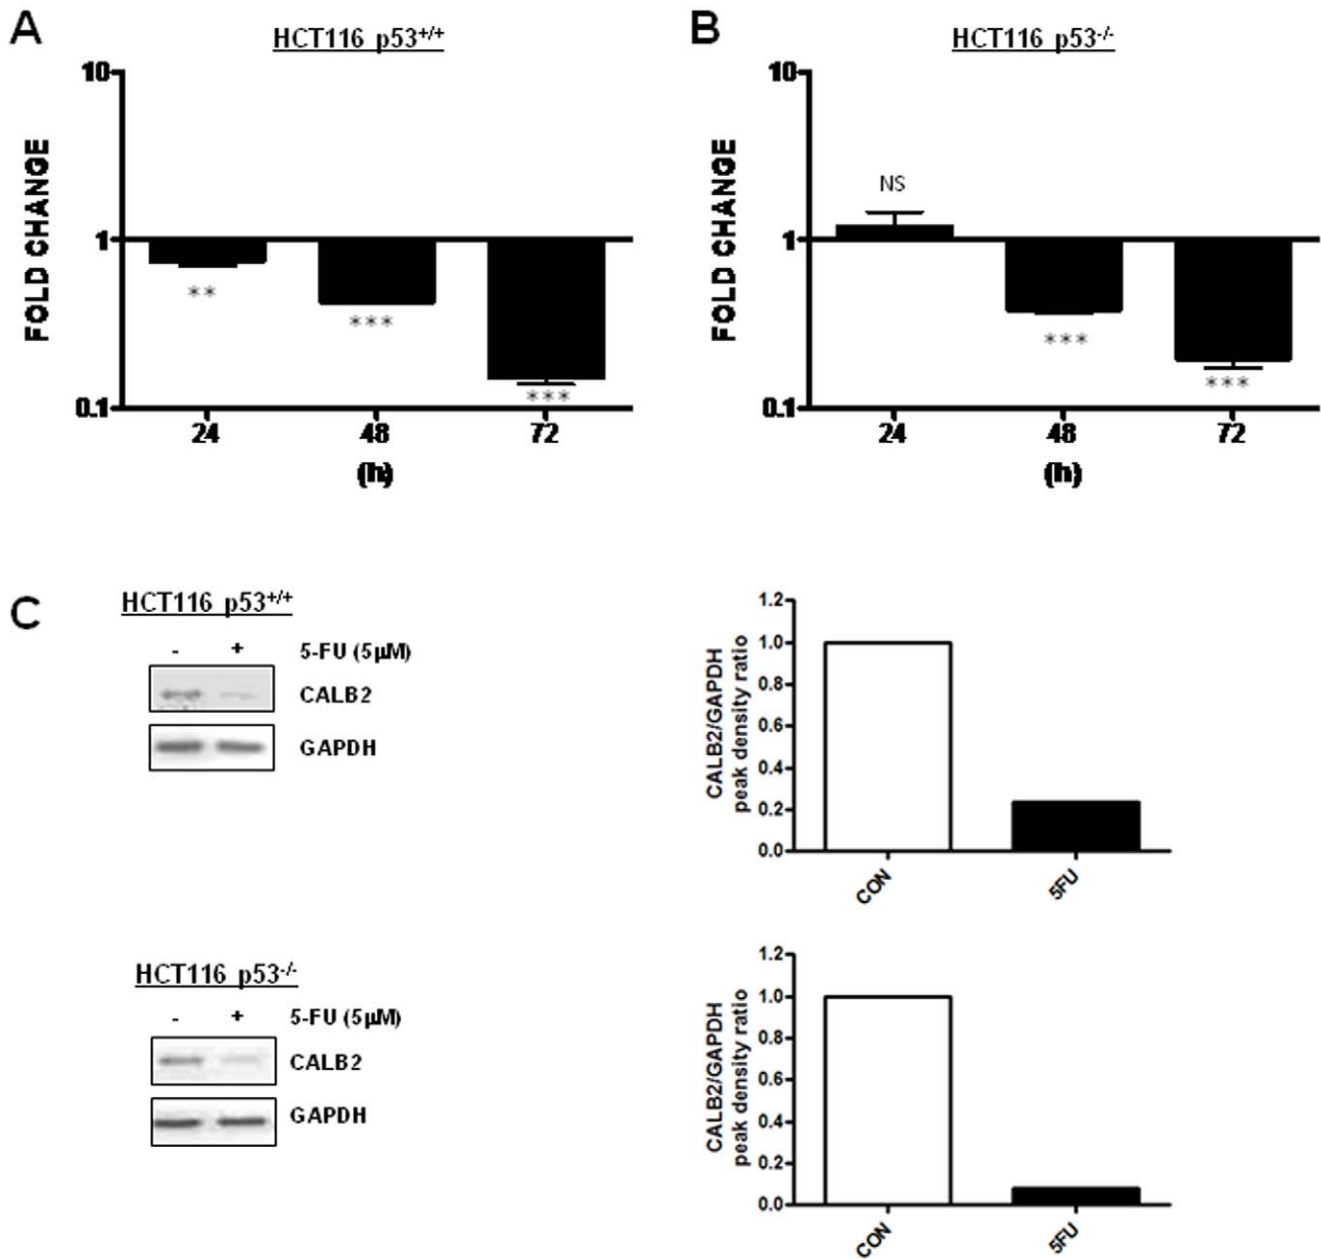 A
HCT116 p53+/+
10
1
0.1
FOLD CHANGE
**
***
***
24 48 72
(h)
B
HCT116 p53-/-
10
1
0.1
FOLD CHANGE
NS
***
***
24 48 72
(h)
C
HCT116 p53+/+
- + 5-FU (5µM)
CALB2
GAPDH
1.2
1.0
0.8
0.6
0.4
0.2
0.0
CALB2/GAPDH
peak density ratio
CON 5FU
HCT116 p53-/-
- + 5-FU (5µM)
CALB2
GAPDH
1.2
1.0
0.8
0.6
0.4
0.2
0.0
CALB2/GAPDH
peak density ratio
CON 5FU